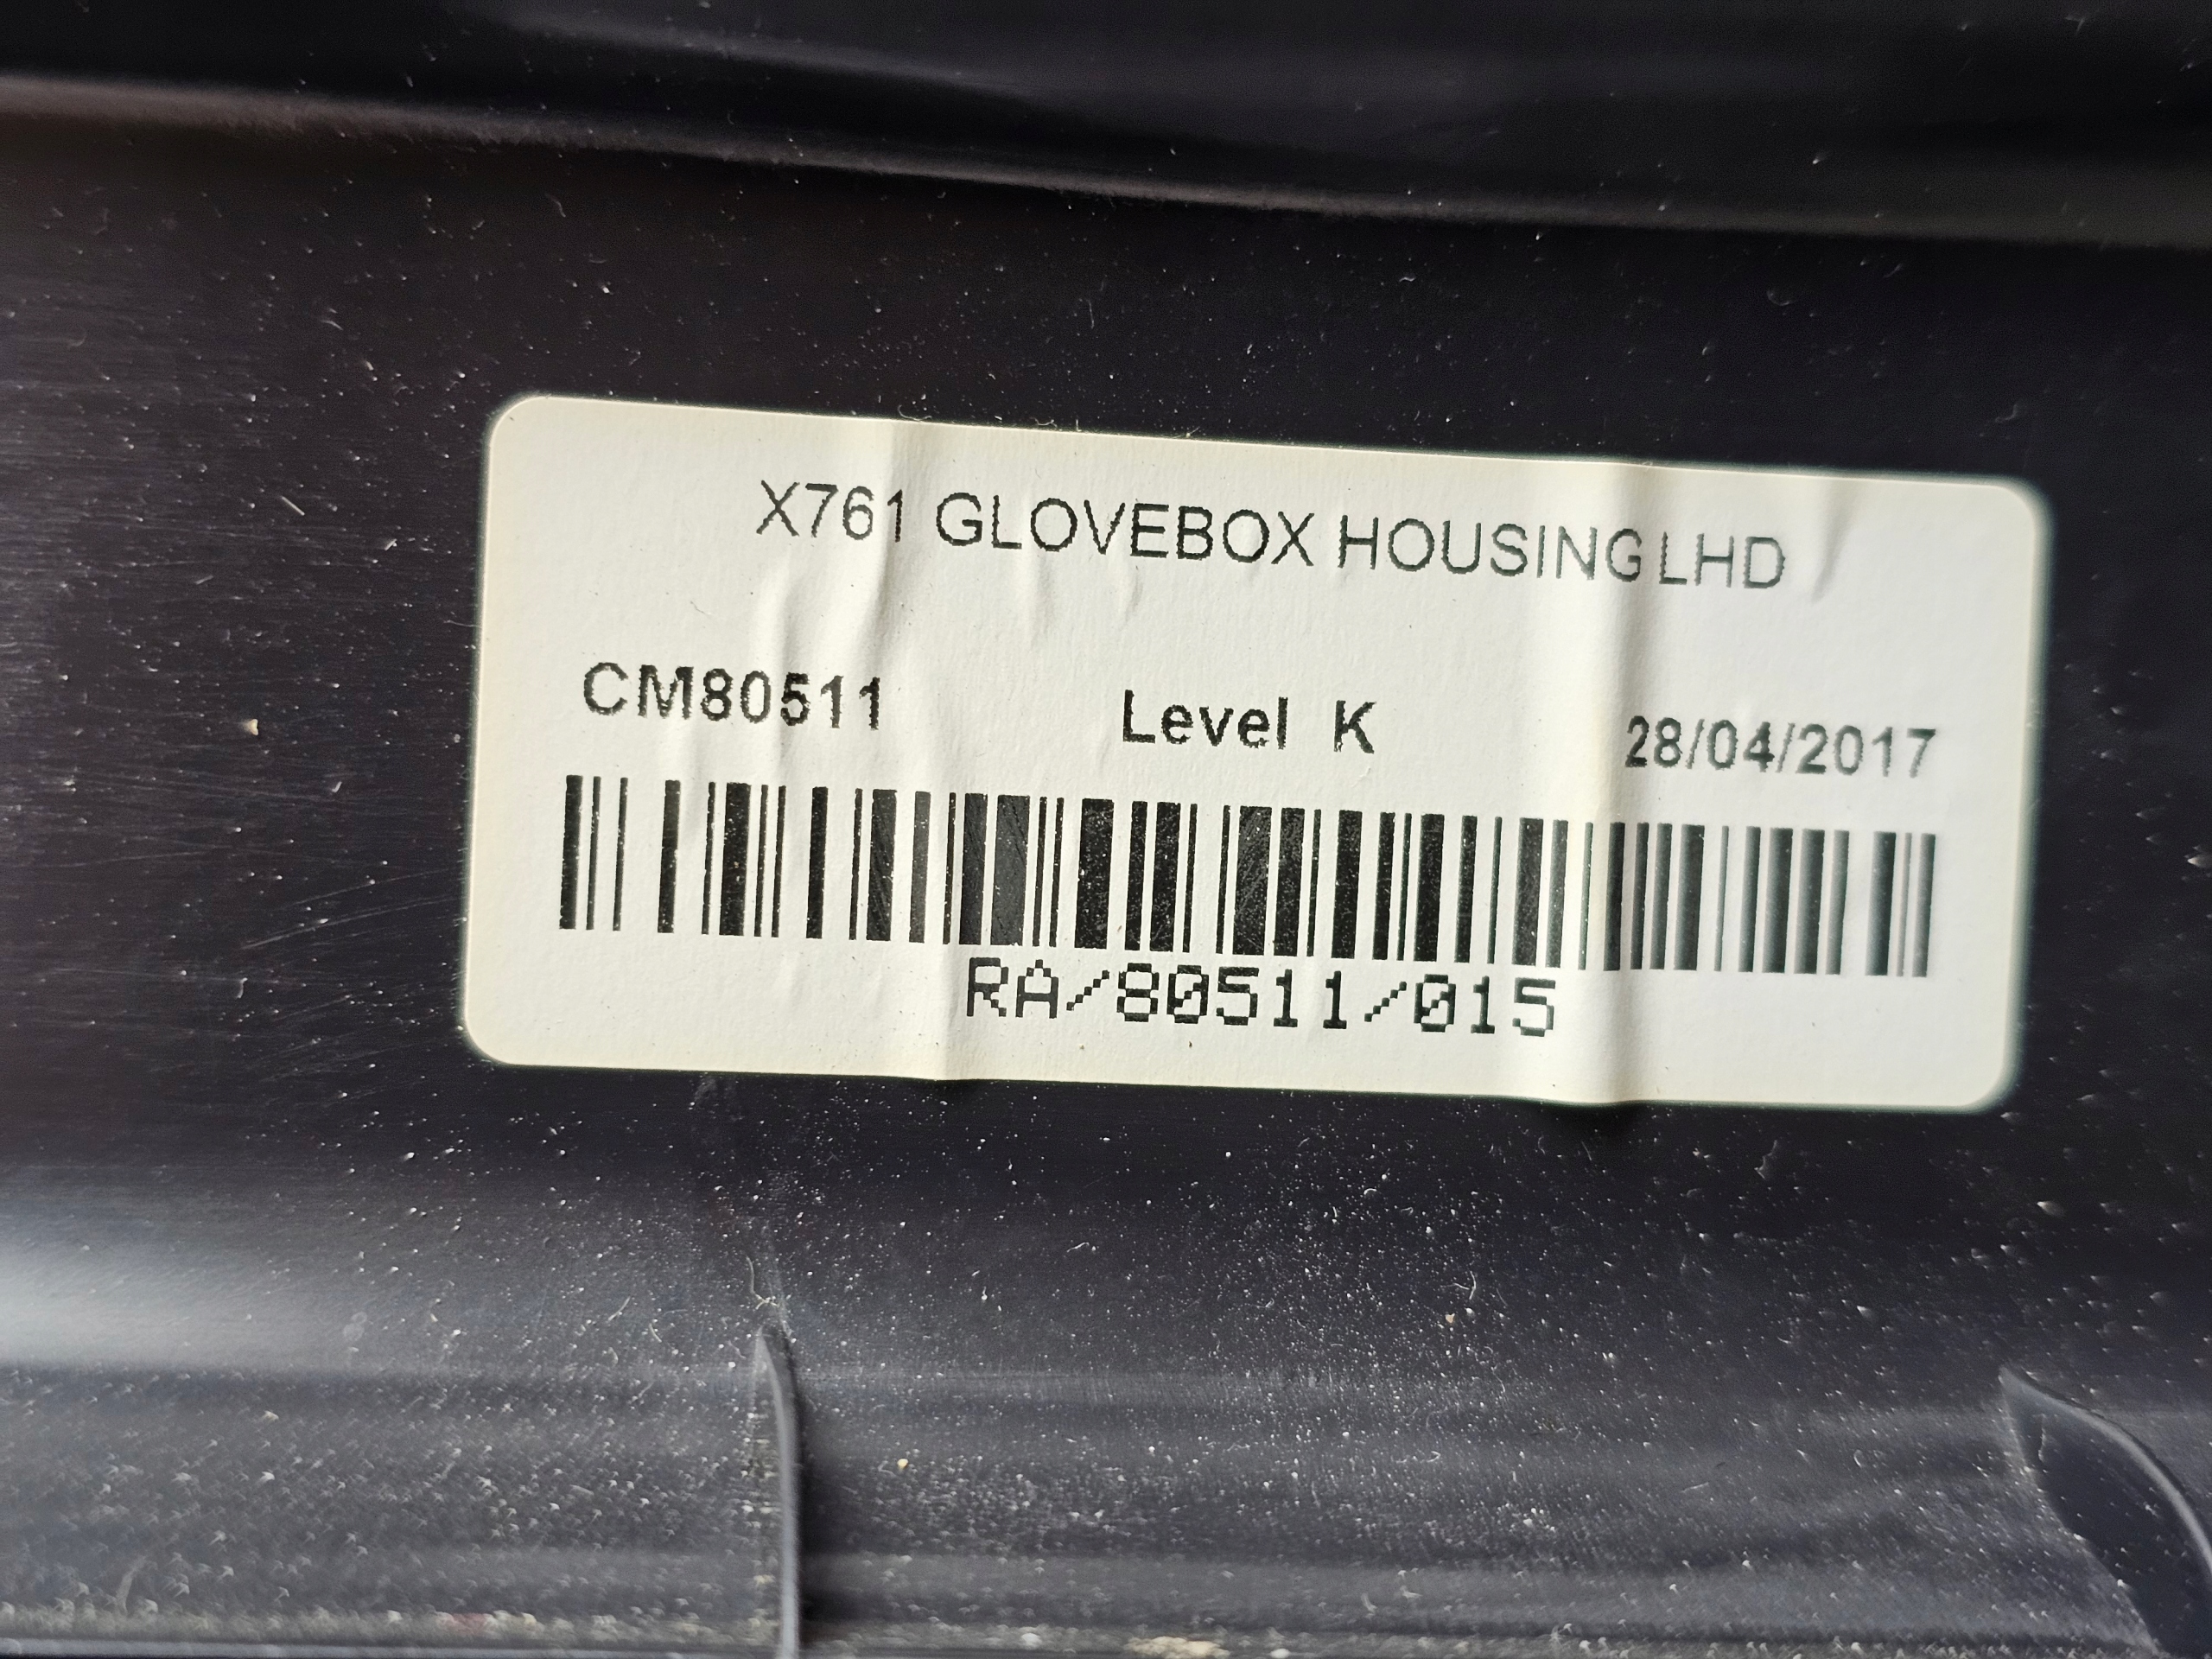 X761 GLOVEBOX HOUSING LHD
CM80511 Level K 28/04/2017
RA/80511/015